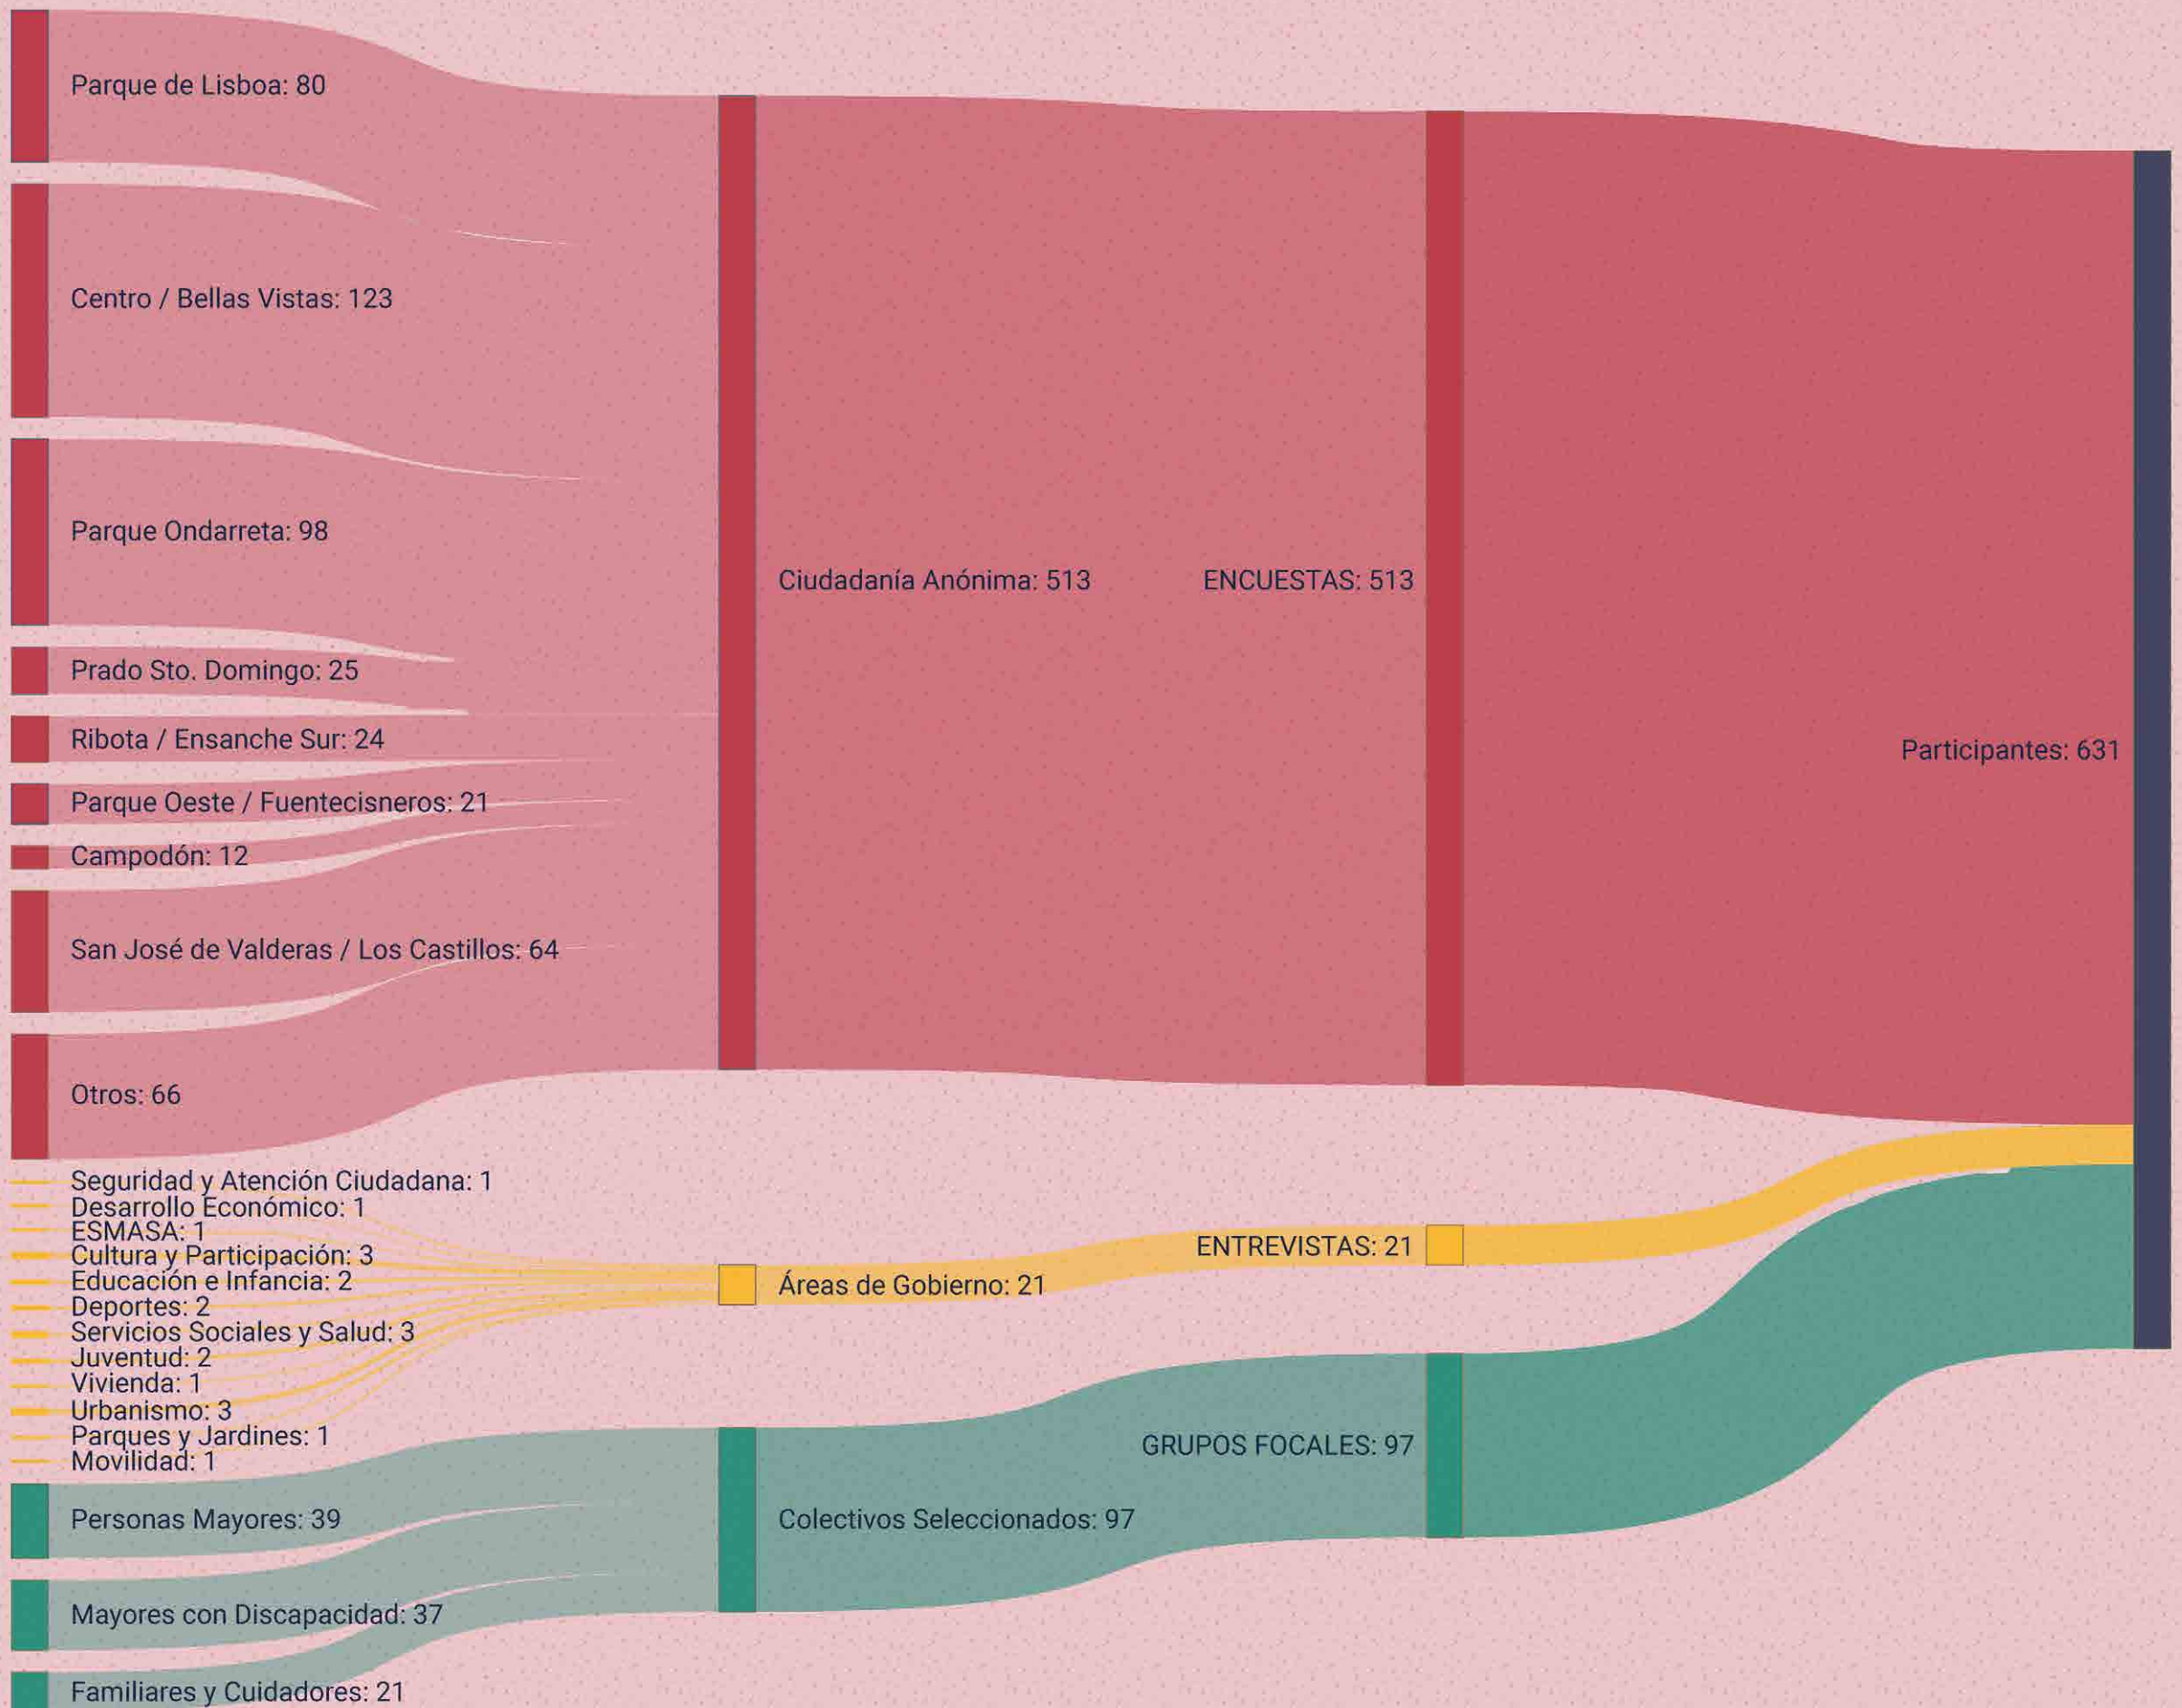 Parque de Lisboa: 80
Centro / Bellas Vistas: 123
Parque Ondarreta: 98
Prado Sto. Domingo: 25
Ribota / Ensanche Sur: 24
Parque Oeste / Fuentecisneros: 21
Campodón: 12
San José de Valderas / Los Castillos: 64
Otros: 66
Seguridad y Atención Ciudadana: 1
Desarrollo Económico: 1
ESMASA: 1
Cultura y Participación: 3
Educación e Infancia: 2
Deportes: 2
Servicios Sociales y Salud: 3
Juventud: 2
Vivienda: 1
Urbanismo: 3
Parques y Jardines: 1
Movilidad: 1
Personas Mayores: 39
Mayores con Discapacidad: 37
Familiares y Cuidadores: 21
Ciudadanía Anónima: 513
Áreas de Gobierno: 21
Colectivos Seleccionados: 97
ENCUESTAS: 513
ENTREVISTAS: 21
GRUPOS FOCALES: 97
Participantes: 631